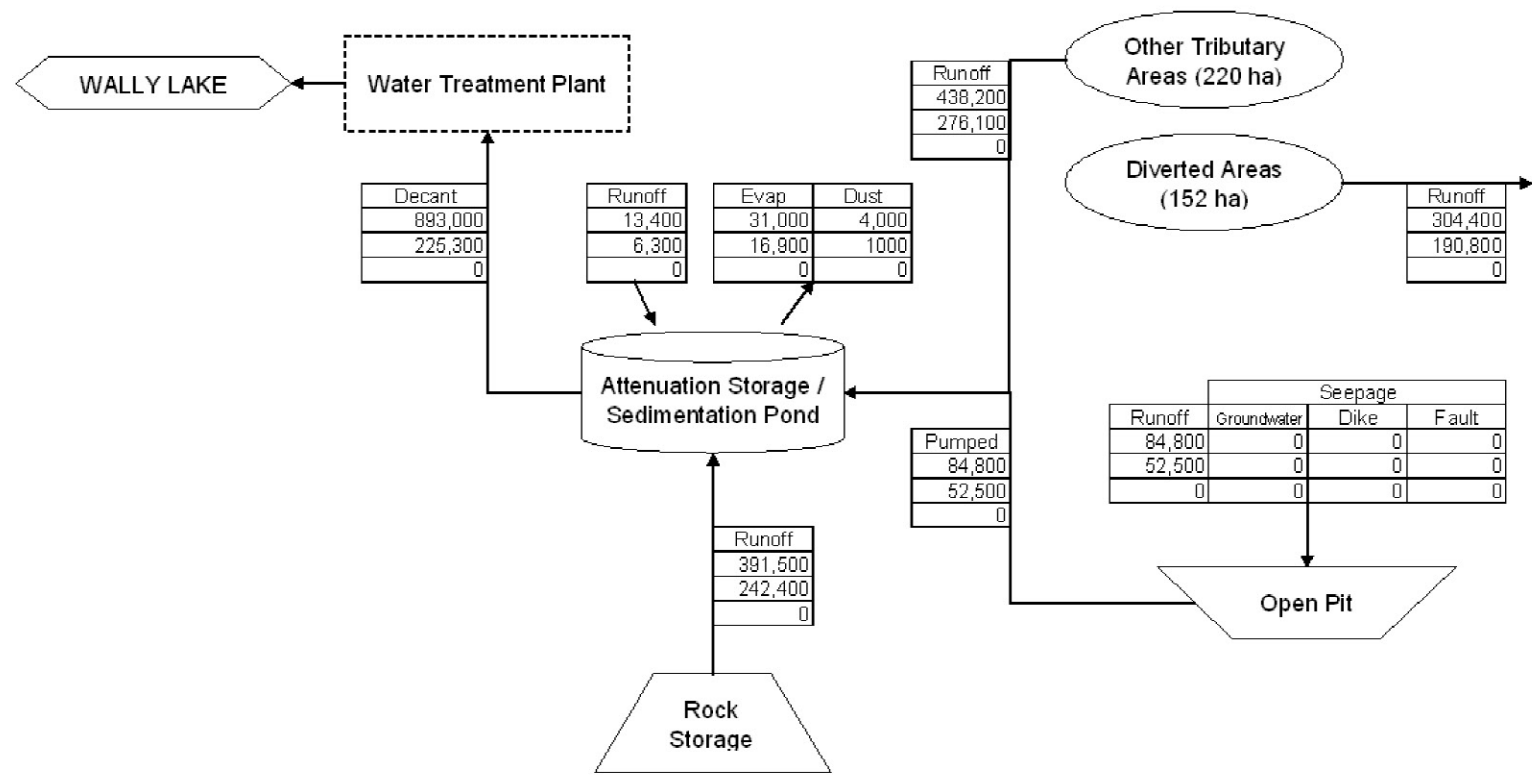 WALLY LAKE
Water Treatment Plant
Other Tributary
Areas (220 ha)
Runoff
438,200
276,100
0
Diverted Areas
(152 ha)
Runoff
304,400
190,800
0
Decant
893,000
225,300
0
Runoff
13,400
6,300
0
Evap Dust
31,000 4,000
16,900 1000
0 0
Attenuation Storage /
Sedimentation Pond
Seepage
Runoff Groundwater Dike Fault
84,800 0 0 0
52,500 0 0 0
0 0 0 0
Pumped
84,800
52,500
0
Runoff
391,500
242,400
0
Open Pit
Rock
Storage